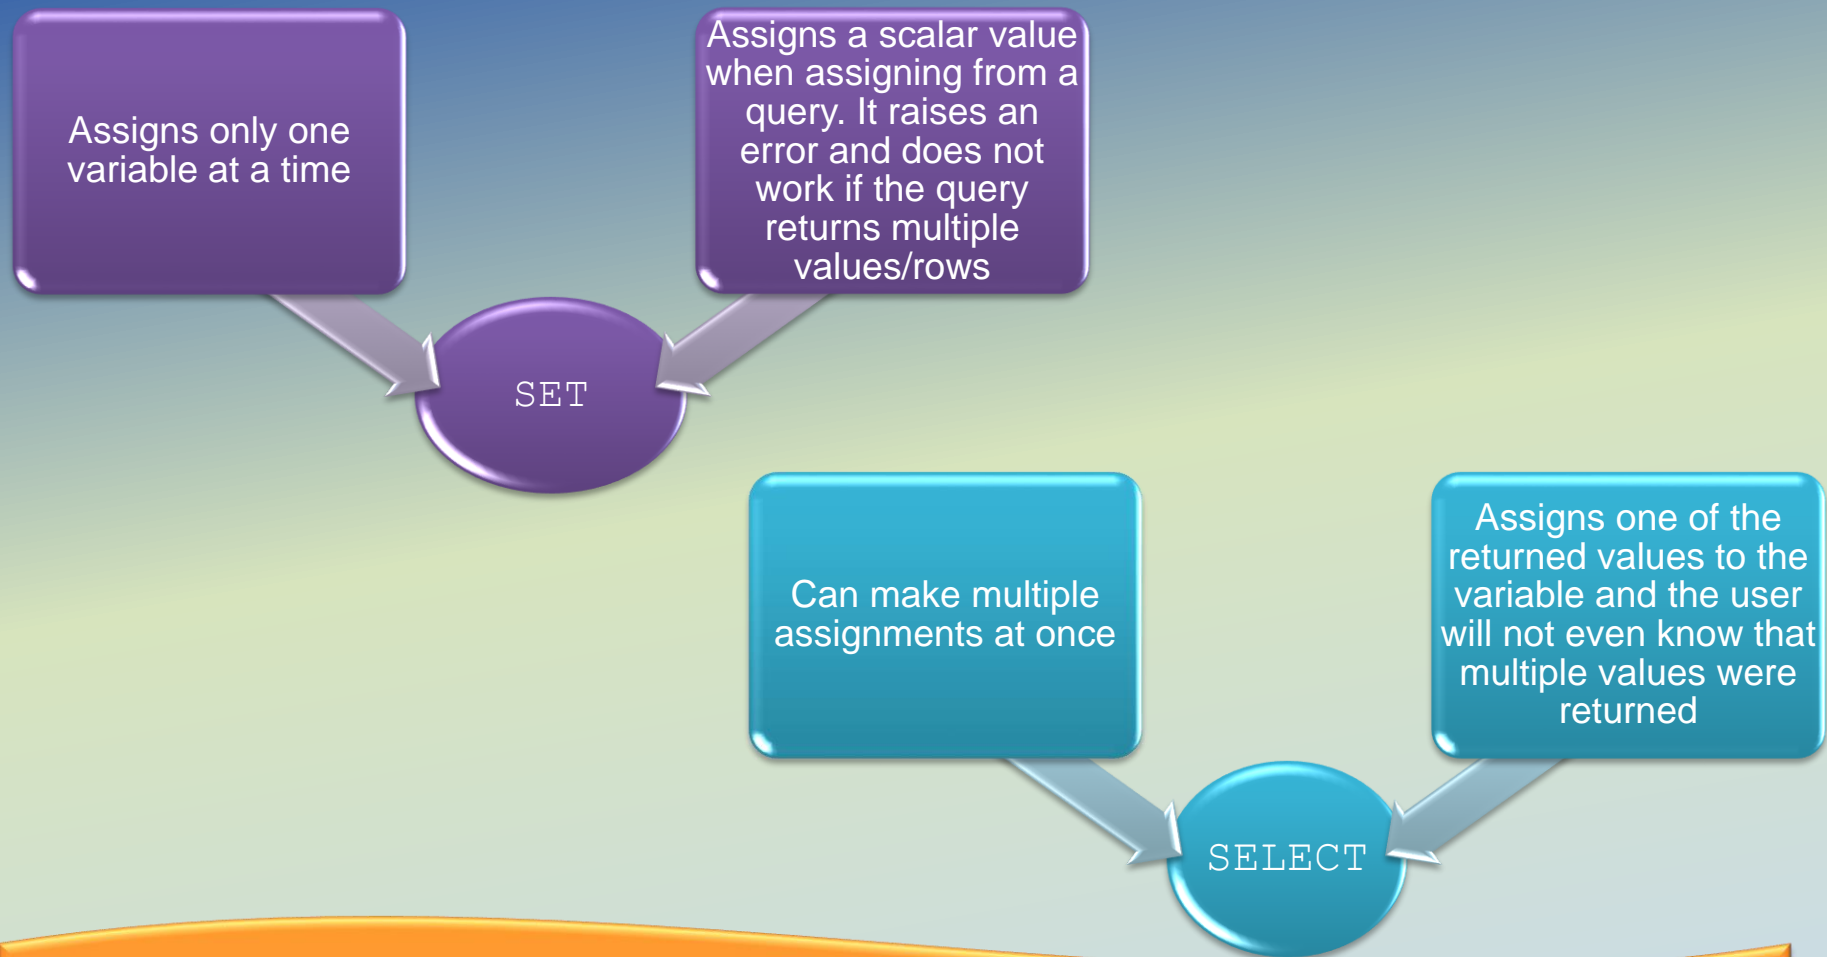 Assigns only one
variable at a time
Assigns a scalar value
when assigning from a
query. It raises an
error and does not
work if the query
returns multiple
values/rows
SET
Can make multiple
assignments at once
Assigns one of the
returned values to the
variable and the user
will not even know that
multiple values were
returned
SELECT